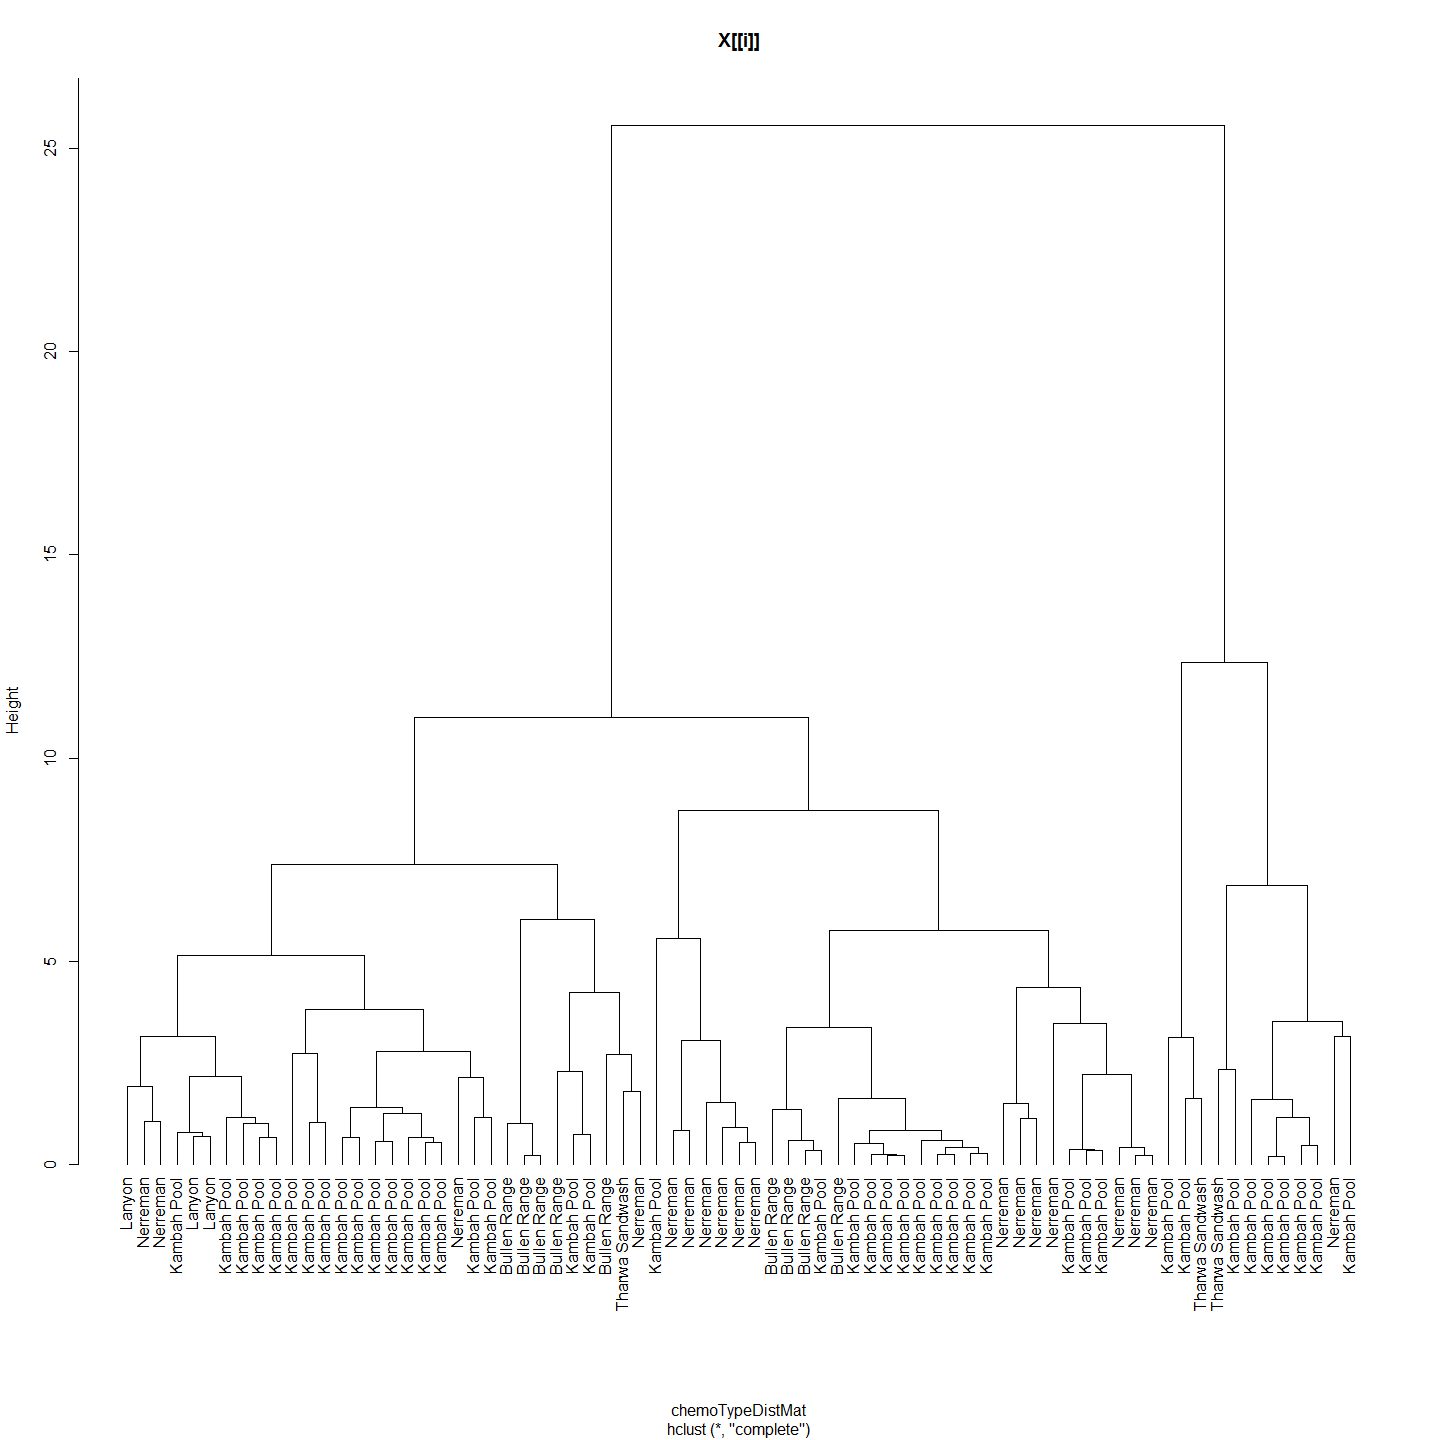 X[[i]]
Height
0
5
10
15
20
25
Lanyon
Nerreman
Nerreman
Kambah Pool
Lanyon
Lanyon
Kambah Pool
Kambah Pool
Kambah Pool
Kambah Pool
Kambah Pool
Kambah Pool
Kambah Pool
Kambah Pool
Kambah Pool
Kambah Pool
Kambah Pool
Kambah Pool
Kambah Pool
Kambah Pool
Nerreman
Kambah Pool
Kambah Pool
Bullen Range
Bullen Range
Bullen Range
Bullen Range
Kambah Pool
Kambah Pool
Bullen Range
Tharwa Sandwash
Nerreman
Kambah Pool
Nerreman
Nerreman
Nerreman
Nerreman
Nerreman
Nerreman
Bullen Range
Bullen Range
Bullen Range
Kambah Pool
Bullen Range
Kambah Pool
Kambah Pool
Kambah Pool
Kambah Pool
Kambah Pool
Kambah Pool
Kambah Pool
Kambah Pool
Kambah Pool
Nerreman
Nerreman
Nerreman
Nerreman
Kambah Pool
Kambah Pool
Kambah Pool
Nerreman
Nerreman
Nerreman
Kambah Pool
Kambah Pool
Tharwa Sandwash
Tharwa Sandwash
Kambah Pool
Kambah Pool
Kambah Pool
Kambah Pool
Kambah Pool
Kambah Pool
Nerreman
Kambah Pool
chemoTypeDistMat
hclust (*, "complete")